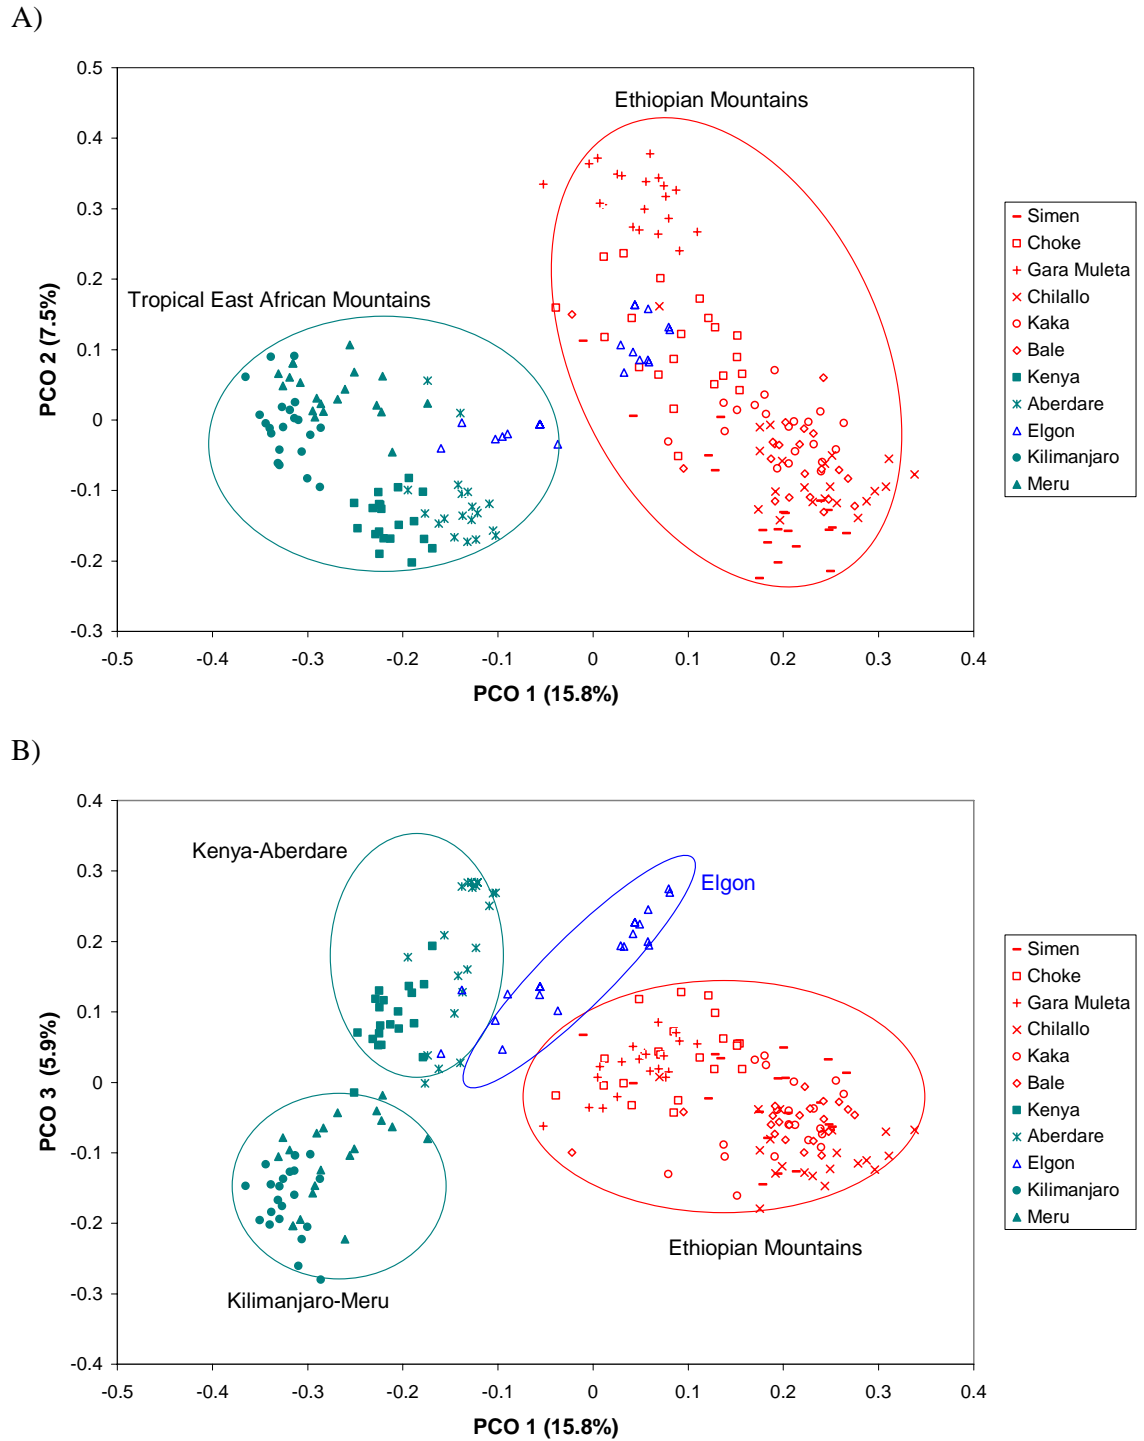 A)
0.5
0.4
0.3
0.2
0.1
0
-0.1
-0.2
-0.3
PCO 2 (7.5%)
Ethiopian Mountains
Tropical East African Mountains
-0.5 -0.4 -0.3 -0.2 -0.1 0 0.1 0.2 0.3 0.4
PCO 1 (15.8%)
Simen
Choke
Gara Muleta
Chilallo
Kaka
Bale
Kenya
Aberdare
Elgon
Kilimanjaro
Meru
B)
0.4
0.3
0.2
0.1
0
-0.1
-0.2
-0.3
-0.4
PCO 3 (5.9%)
Kenya-Aberdare
Elgon
Ethiopian Mountains
Kilimanjaro-Meru
-0.5 -0.4 -0.3 -0.2 -0.1 0 0.1 0.2 0.3 0.4
PCO 1 (15.8%)
Simen
Choke
Gara Muleta
Chilallo
Kaka
Bale
Kenya
Aberdare
Elgon
Kilimanjaro
Meru